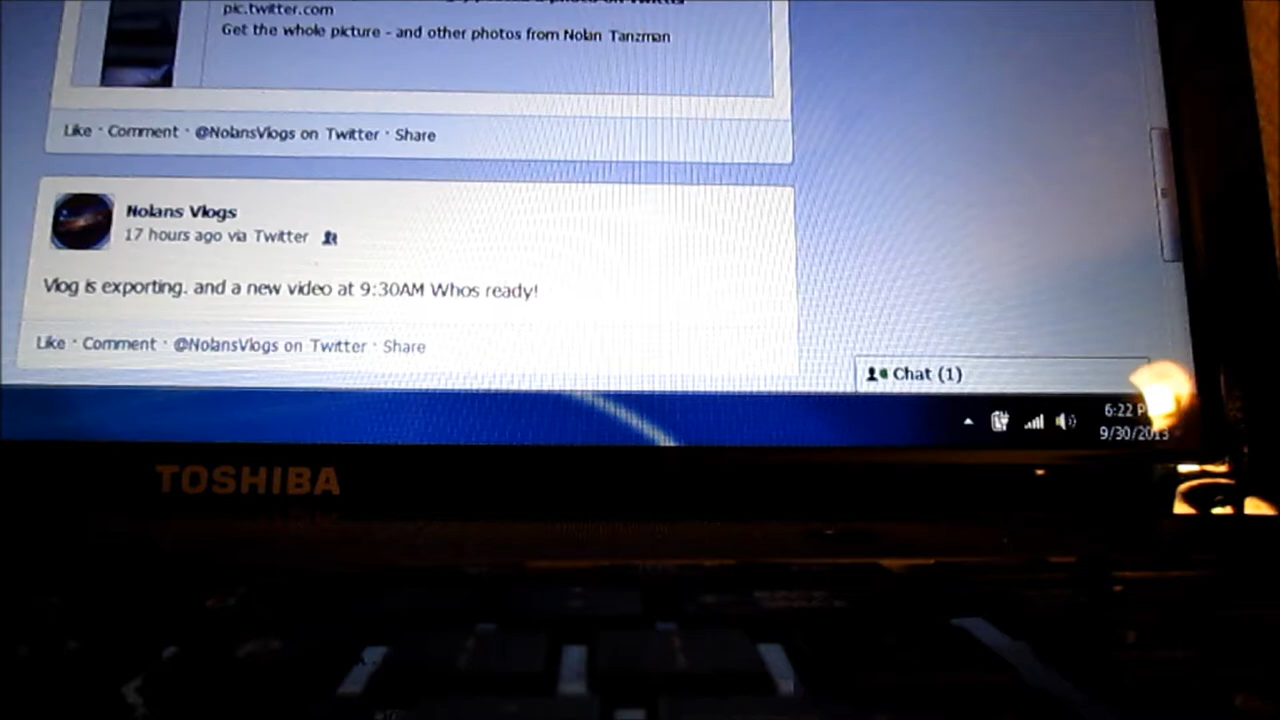 pic.twitter.com
Get the whole picture - and other photos from Nolan Tanzman
Like · Comment · @NolansVlogs on Twitter · Share
Nolans Vlogs
17 hours ago via Twitter
Vlog is exporting. and a new video at 9:30AM Whos ready!
Like · Comment · @NolansVlogs on Twitter · Share
Chat (1)
6:22 P
9/30/2013
TOSHIBA